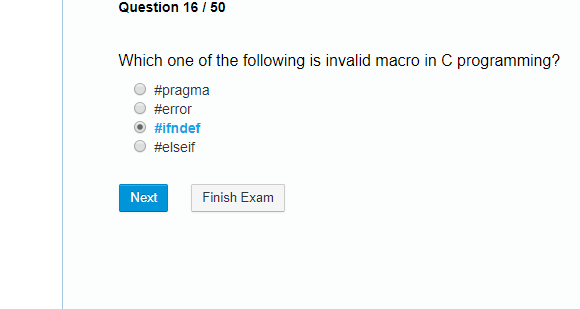 Question 16 / 50
Which one of the following is invalid macro in C programming?
#pragma
#error
#ifndef
#elseif
Next Finish Exam